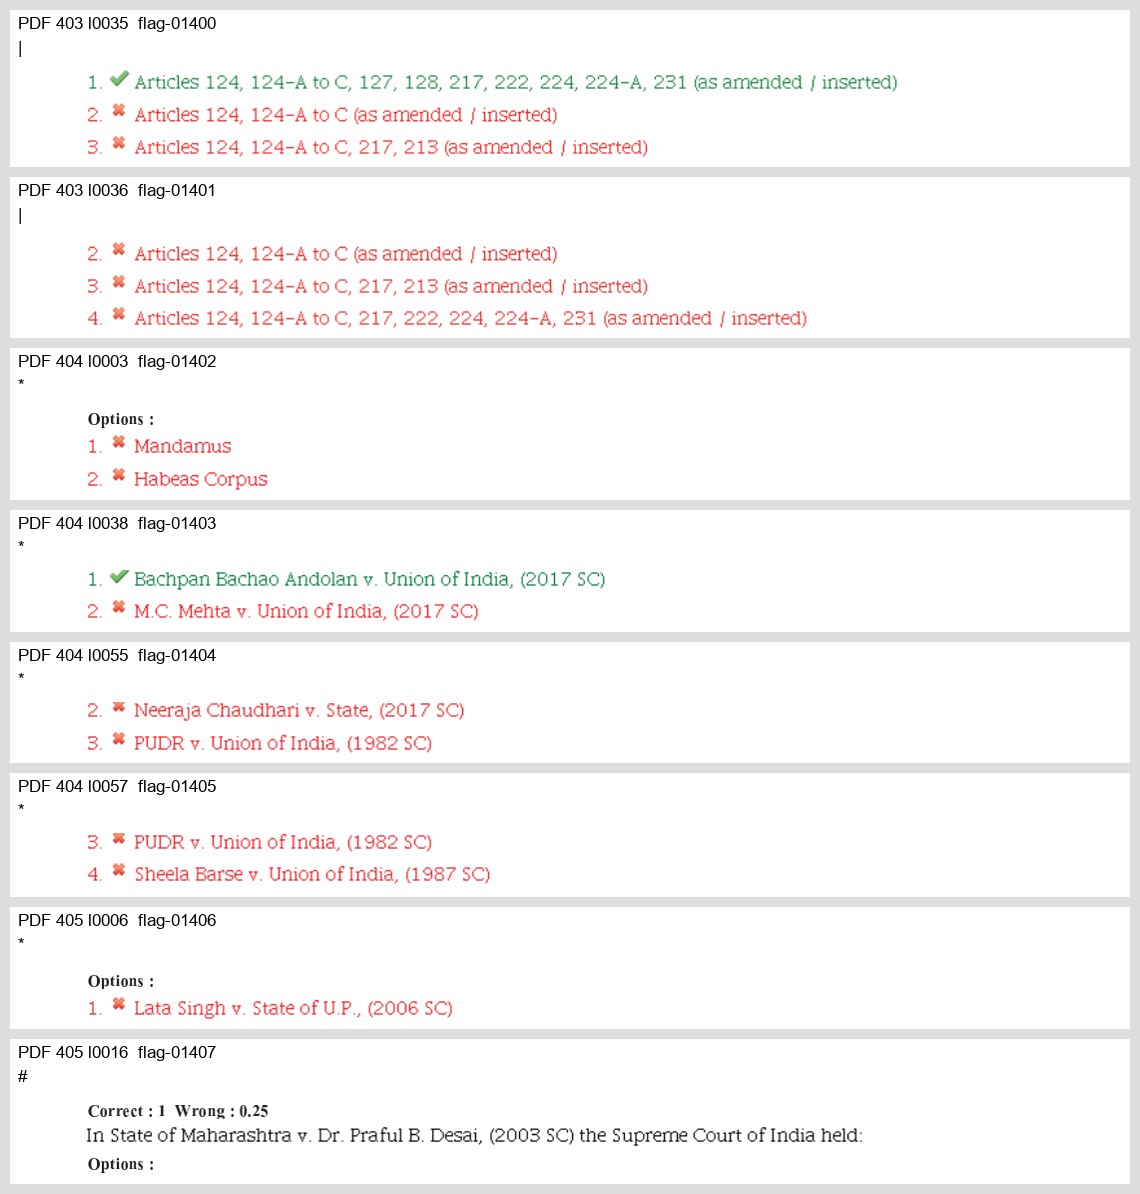 PDF 403 l0035 flag-01400
|
1. ✓ Articles 124, 124-A to C, 127, 128, 217, 222, 224, 224-A, 231 (as amended / inserted)
2. ✖ Articles 124, 124-A to C (as amended / inserted)
3. ✖ Articles 124, 124-A to C, 217, 213 (as amended / inserted)
PDF 403 l0036 flag-01401
|
2. ✖ Articles 124, 124-A to C (as amended / inserted)
3. ✖ Articles 124, 124-A to C, 217, 213 (as amended / inserted)
4. ✖ Articles 124, 124-A to C, 217, 222, 224, 224-A, 231 (as amended / inserted)
PDF 404 l0003 flag-01402
*
Options :
1. ✖ Mandamus
2. ✖ Habeas Corpus
PDF 404 l0038 flag-01403
*
1. ✓ Bachpan Bachao Andolan v. Union of India, (2017 SC)
2. ✖ M.C. Mehta v. Union of India, (2017 SC)
PDF 404 l0055 flag-01404
*
2. ✖ Neeraja Chaudhari v. State, (2017 SC)
3. ✖ PUDR v. Union of India, (1982 SC)
PDF 404 l0057 flag-01405
*
3. ✖ PUDR v. Union of India, (1982 SC)
4. ✖ Sheela Barse v. Union of India, (1987 SC)
PDF 405 l0006 flag-01406
*
Options :
1. ✖ Lata Singh v. State of U.P., (2006 SC)
PDF 405 l0016 flag-01407
#
Correct : 1 Wrong : 0.25
In State of Maharashtra v. Dr. Praful B. Desai, (2003 SC) the Supreme Court of India held:
Options :